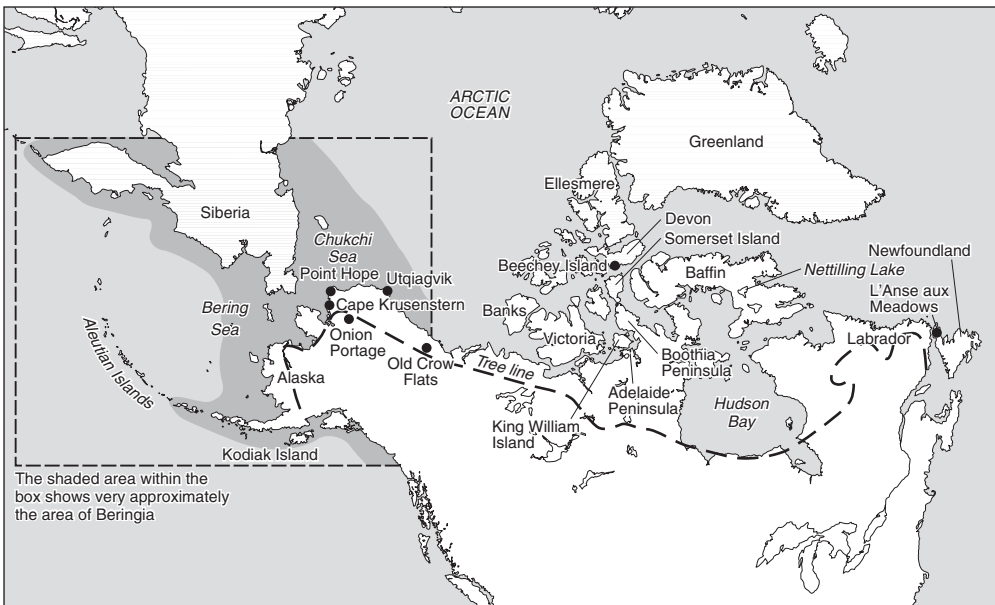 ARCTIC
OCEAN
Greenland
Ellesmere
Siberia
Devon
Somerset Island
Chukchi
Sea
Point Hope
Utqiagvik
Beechey Island
Baffin
Nettilling Lake
Newfoundland
L'Anse aux
Meadows
Bering
Sea
Cape Krusenstern
Onion
Portage
Banks
Victoria
Labrador
Aleutian Islands
Alaska
Old Crow
Flats
Tree line
Boothia
Peninsula
Adelaide
Peninsula
King William
Island
Hudson
Bay
Kodiak Island
The shaded area within the
box shows very approximately
the area of Beringia